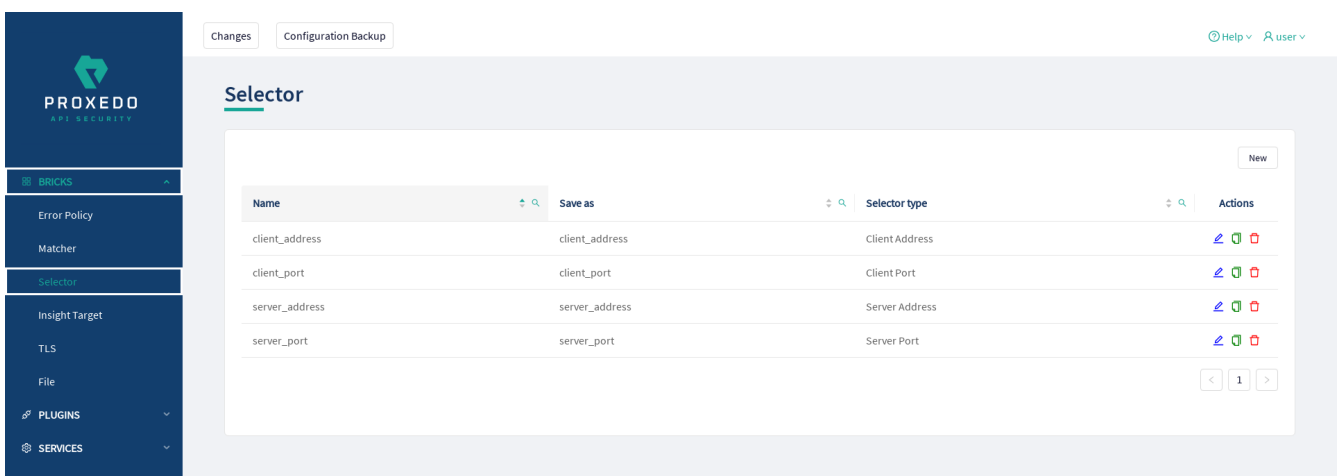 Changes Configuration Backup Help user
PROXEDO
API SECURITY
Selector
New
BRICKS
Error Policy
Matcher
Selector
Insight Target
TLS
File
PLUGINS
SERVICES
Name Save as Selector type Actions
client_address client_address Client Address
client_port client_port Client Port
server_address server_address Server Address
server_port server_port Server Port
< 1 >